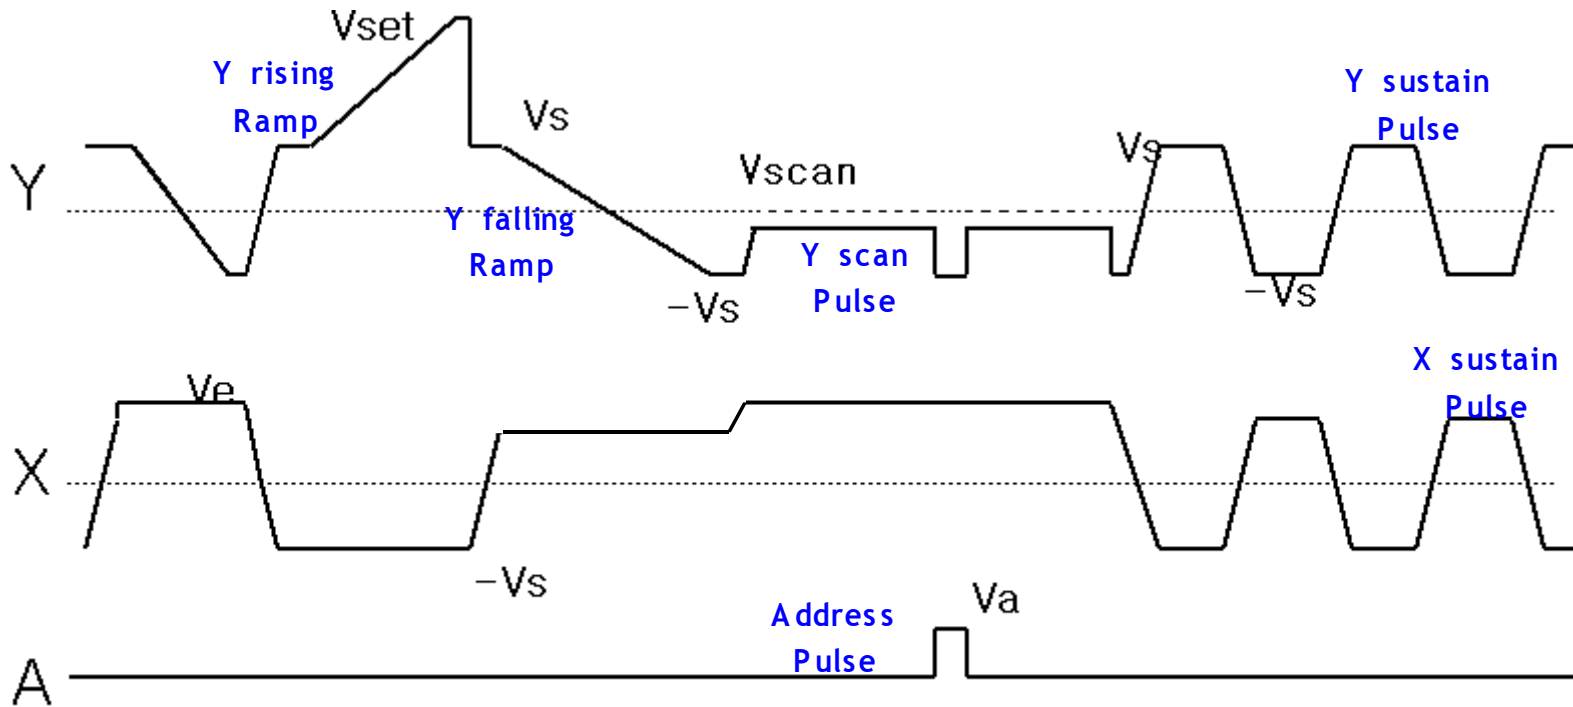 Vset
Y rising
Ramp
Vs
Y sustain
Pulse
Vs
Vscan
Y
Y falling
Ramp
Y scan
Pulse
-Vs
-Vs
X sustain
Pulse
Ve
X
-Vs
Va
Address
Pulse
A